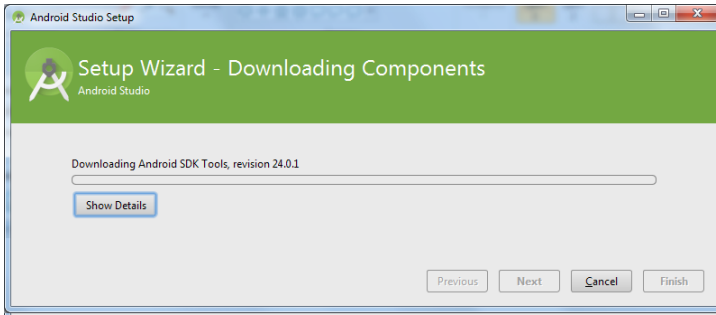 Android Studio Setup
Setup Wizard - Downloading Components
Android Studio
Downloading Android SDK Tools, revision 24.0.1
Show Details
Previous Next Cancel Finish